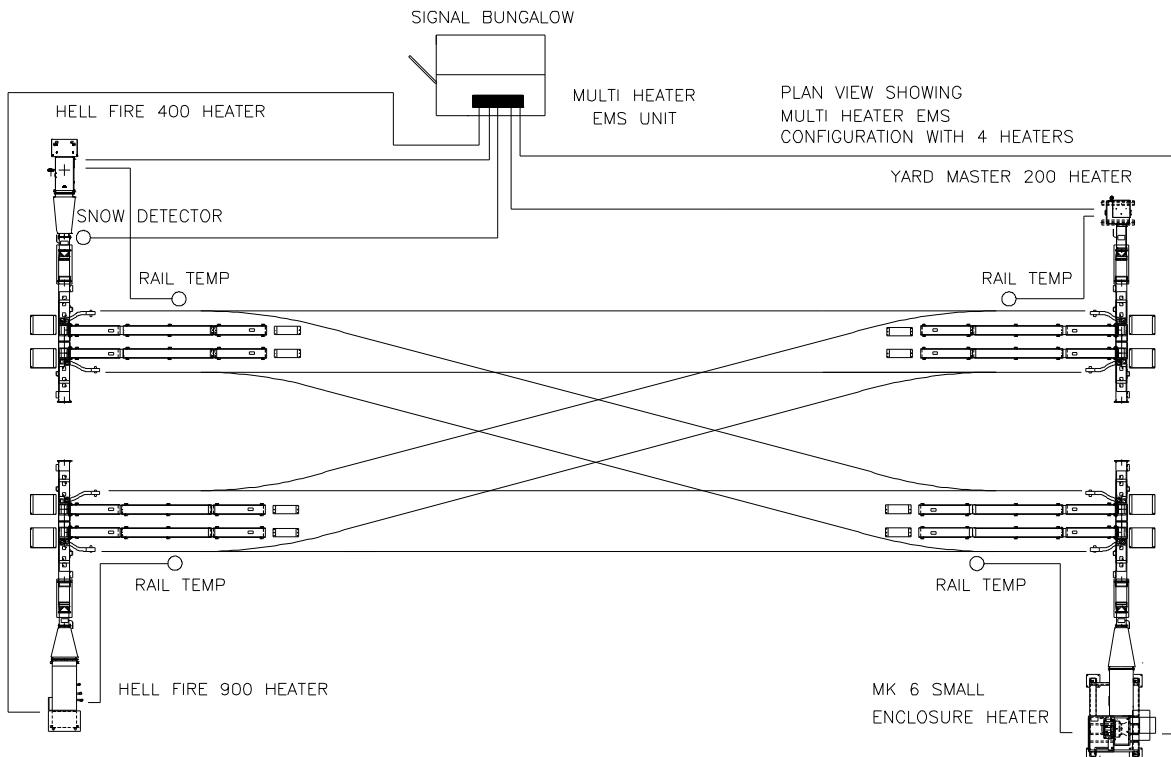 SIGNAL BUNGALOW
HELL FIRE 400 HEATER
MULTI HEATER
EMS UNIT
PLAN VIEW SHOWING
MULTI HEATER EMS
CONFIGURATION WITH 4 HEATERS
YARD MASTER 200 HEATER
SNOW DETECTOR
RAIL TEMP
RAIL TEMP
RAIL TEMP
RAIL TEMP
HELL FIRE 900 HEATER
MK 6 SMALL
ENCLOSURE HEATER